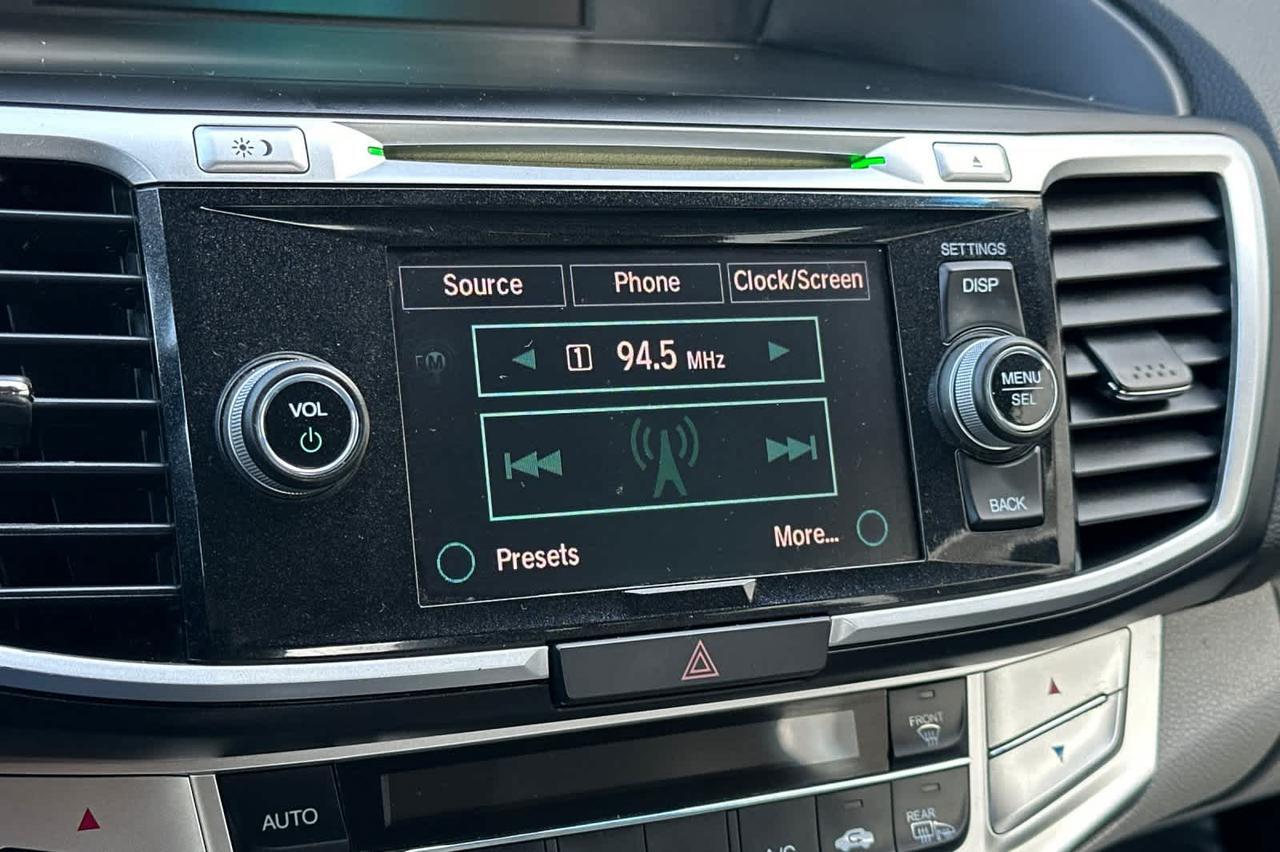 SETTINGS
DISP
Source Phone Clock/Screen
1 94.5 MHz
VOL
MENU
SEL
BACK
Presets More...
FRONT
AUTO
REAR